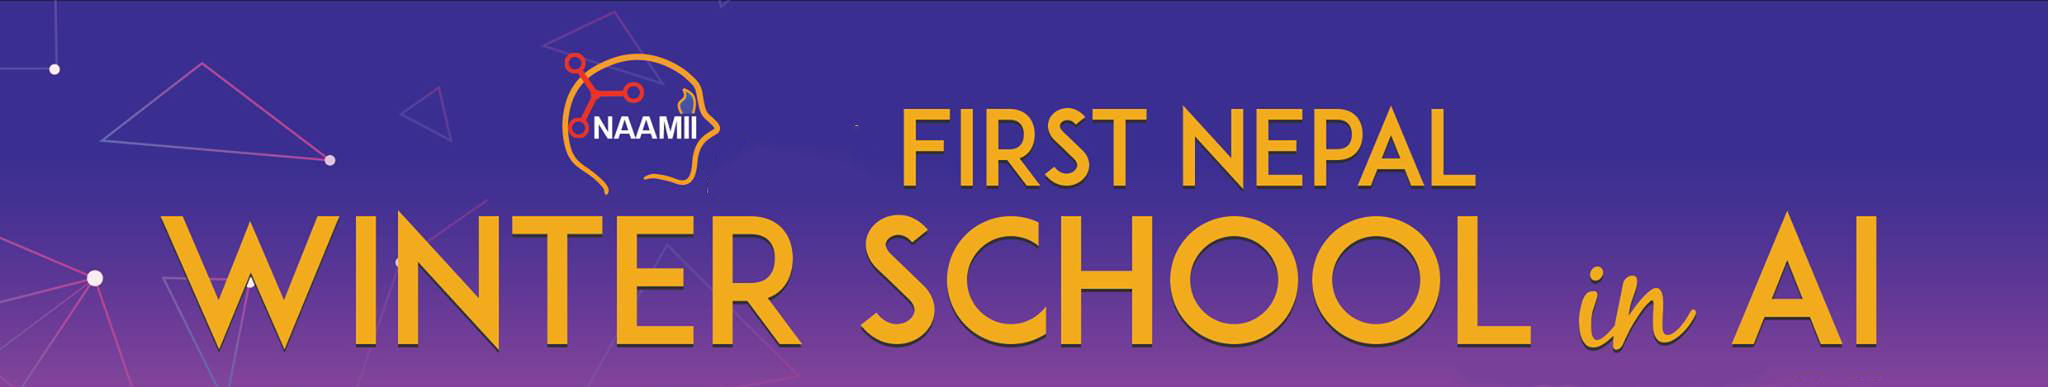 NAAMII
FIRST NEPAL
WINTER SCHOOL in AI